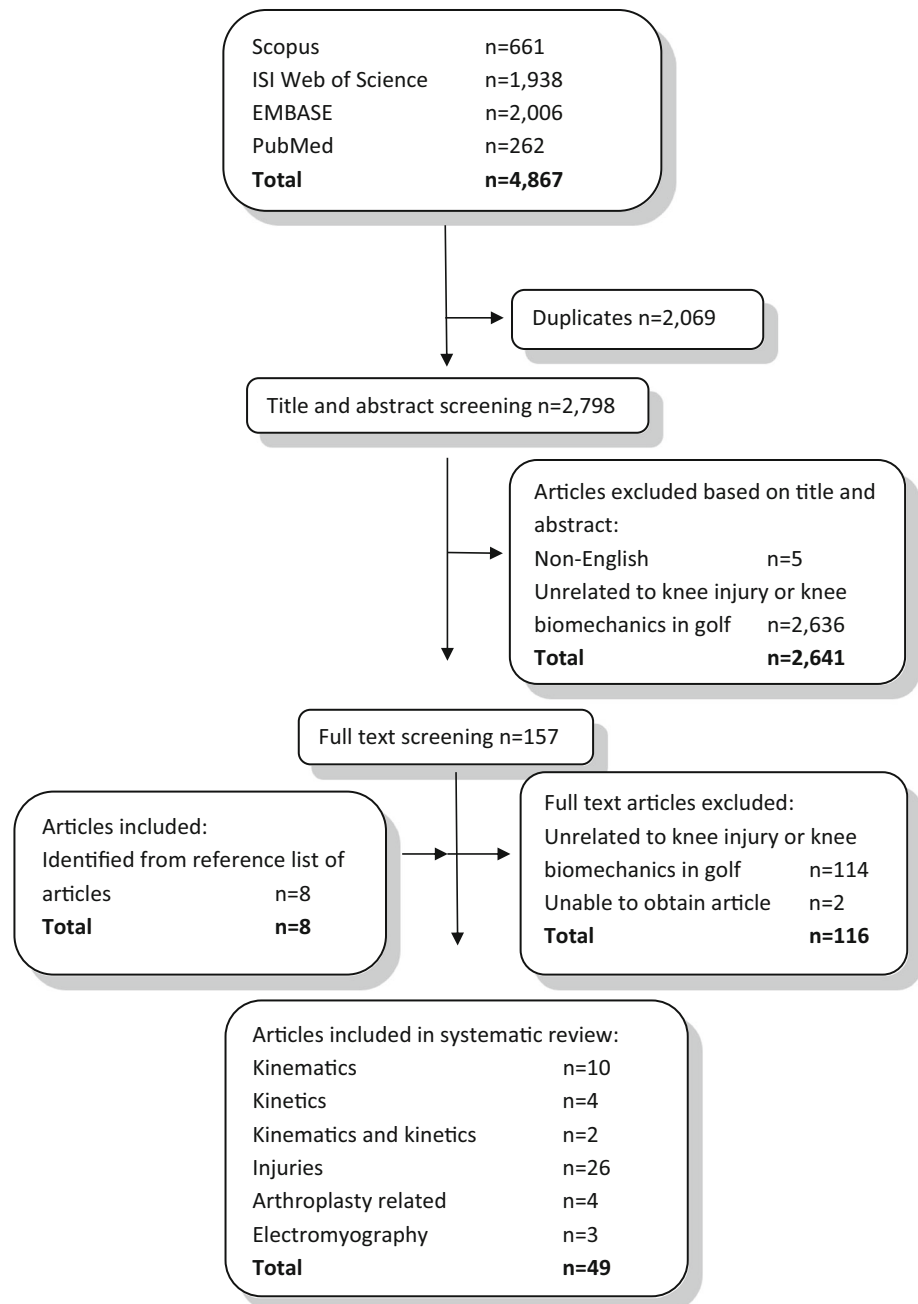 Scopus n=661
ISI Web of Science n=1,938
EMBASE n=2,006
PubMed n=262
Total n=4,867
Duplicates n=2,069
Title and abstract screening n=2,798
Articles excluded based on title and
abstract:
Non-English n=5
Unrelated to knee injury or knee
biomechanics in golf n=2,636
Total n=2,641
Full text screening n=157
Articles included:
Identified from reference list of
articles n=8
Total n=8
Full text articles excluded:
Unrelated to knee injury or knee
biomechanics in golf n=114
Unable to obtain article n=2
Total n=116
Articles included in systematic review:
Kinematics n=10
Kinetics n=4
Kinematics and kinetics n=2
Injuries n=26
Arthroplasty related n=4
Electromyography n=3
Total n=49